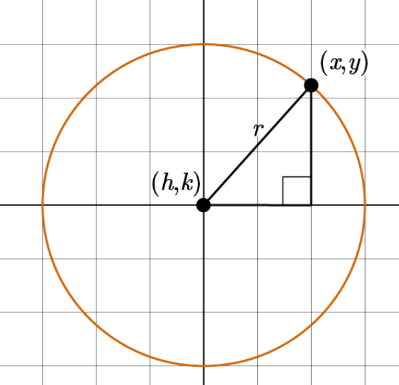 (x,y)
r
(h,k)